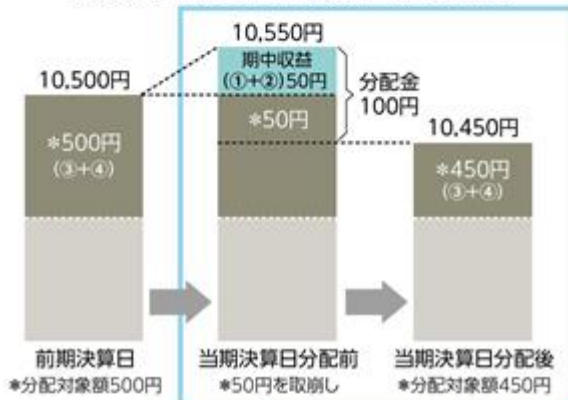 10,550円
期中収益
(①+②)50円
分配金
100円
10,500円
*500円
(③+④)
*50円
10,450円
*450円
(③+④)
前期決算日
*分配対象額500円
当期決算日分配前
*50円を取崩し
当期決算日分配後
*分配対象額450円